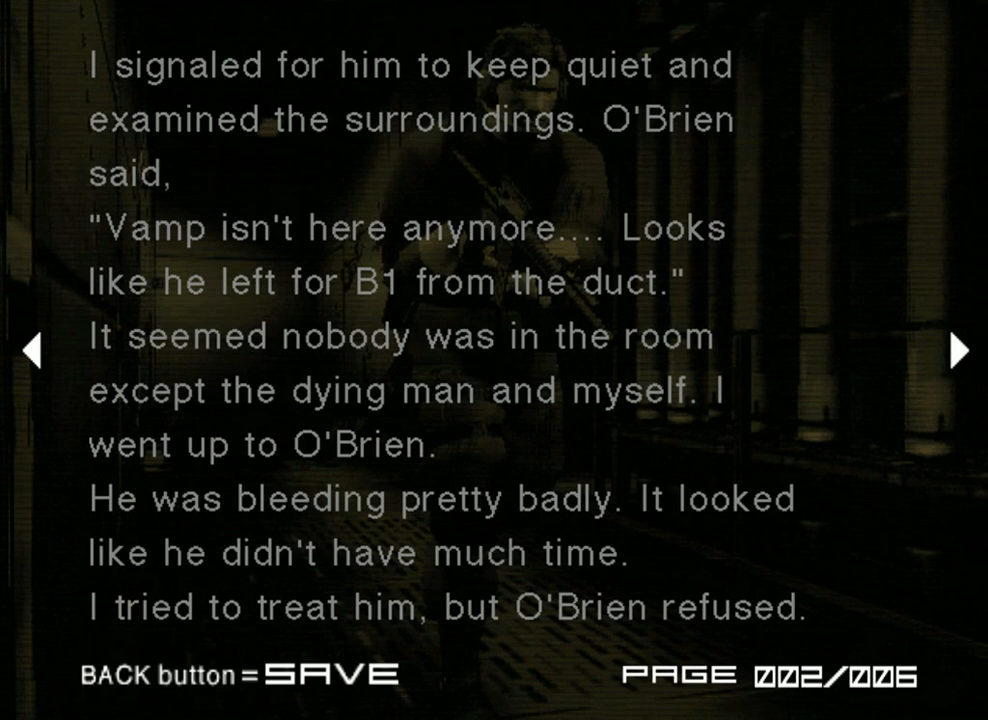 I signaled for him to keep quiet and
examined the surroundings. O'Brien
said,
"Vamp isn't here anymore.... Looks
like he left for B1 from the duct."
It seemed nobody was in the room
except the dying man and myself. I
went up to O'Brien.
He was bleeding pretty badly. It looked
like he didn't have much time.
I tried to treat him, but O'Brien refused.
BACK button = SAVE
PAGE 002/006